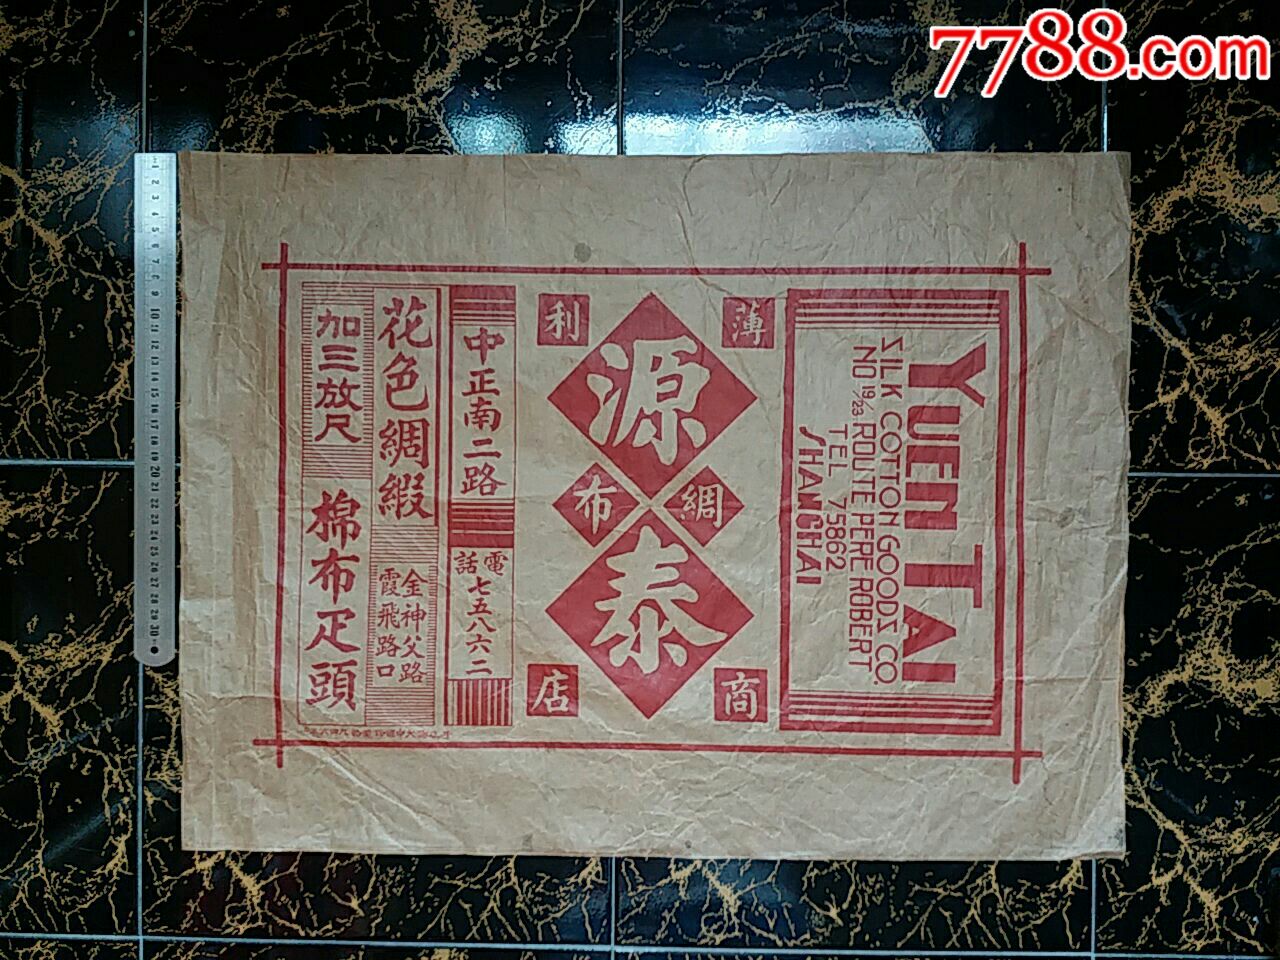 7788.com
YUEN TAI
SILK COTTON GOODS CO.
NO 19/23 ROUTE PERE ROBERT
TEL 75862
SHANGHAI
薄利
商店
源泰
綢布
中正南二路
電話七五八六二
花色綢緞
金神父路
霞飛路口
加三放尺
棉布疋頭